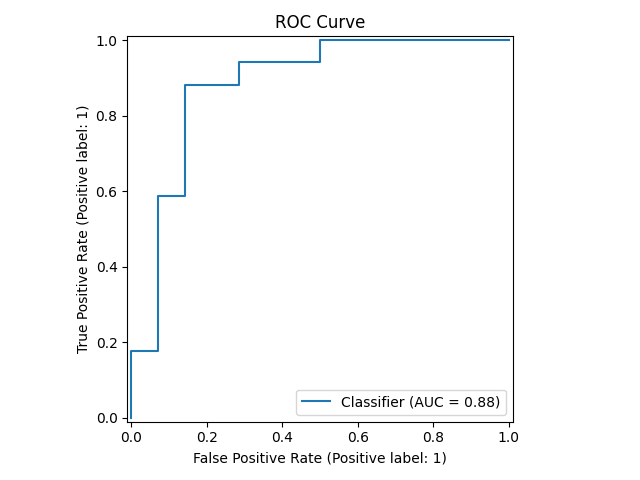 ROC Curve
True Positive Rate (Positive label: 1)
1.0
0.8
0.6
0.4
0.2
0.0
Classifier (AUC = 0.88)
0.0 0.2 0.4 0.6 0.8 1.0
False Positive Rate (Positive label: 1)